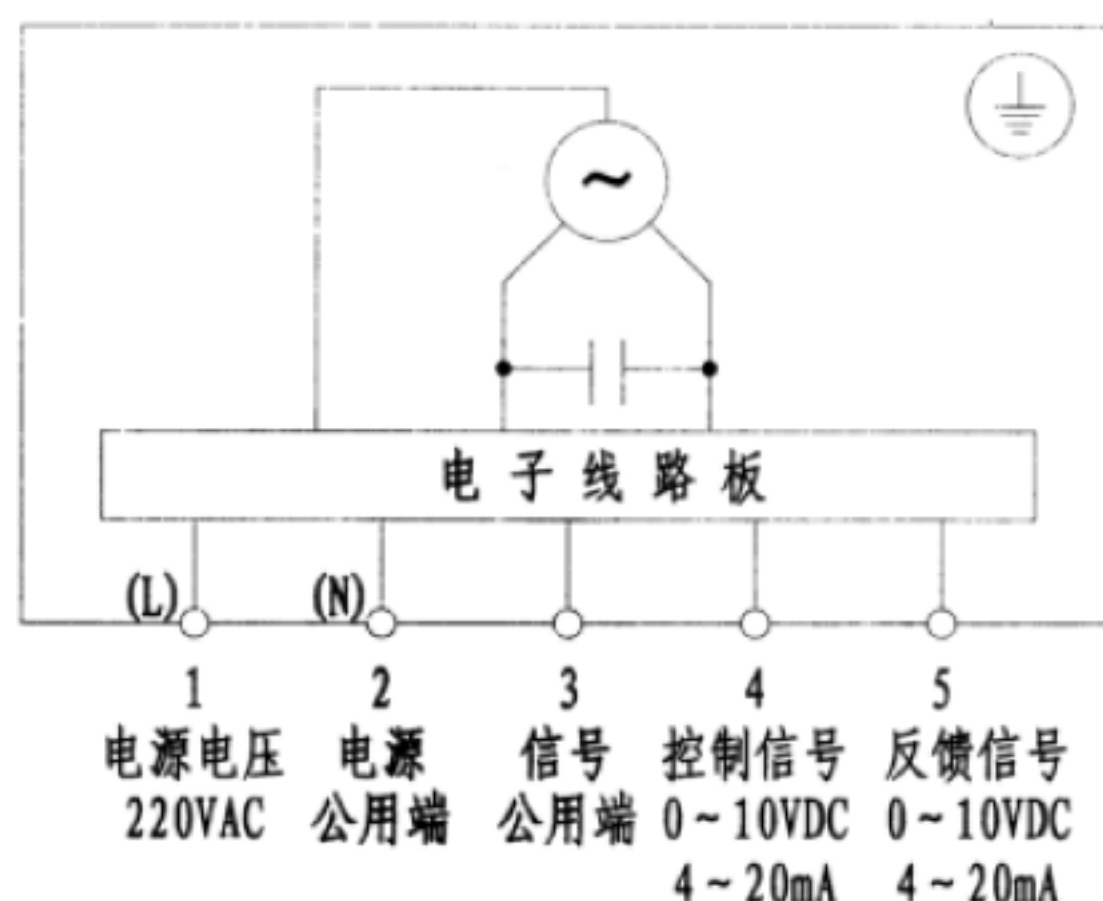 ~
电子线路板
(L) (N)
1 2 3 4 5
电源电压 电源 信号 控制信号 反馈信号
220VAC 公用端 公用端 0~10VDC 0~10VDC
4~20mA 4~20mA